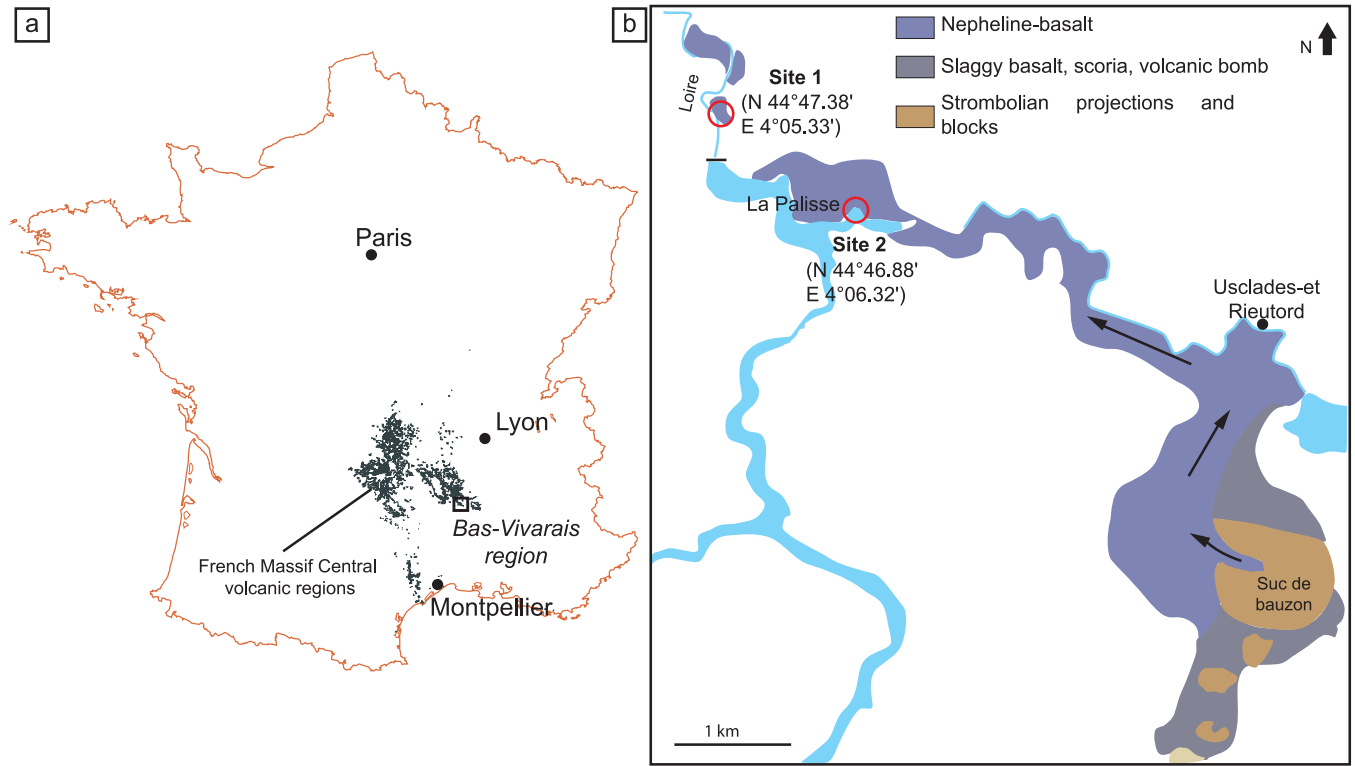 a
Paris
Lyon
Bas-Vivarais
region
French Massif Central
volcanic regions
Montpellier
b
Nepheline-basalt
N
Slaggy basalt, scoria, volcanic bomb
Strombolian projections and
blocks
Loire
Site 1
(N 44°47.38'
E 4°05.33')
La Palisse
Site 2
(N 44°46.88'
E 4°06.32')
Usclades-et
Rieutord
Suc de
bauzon
1 km